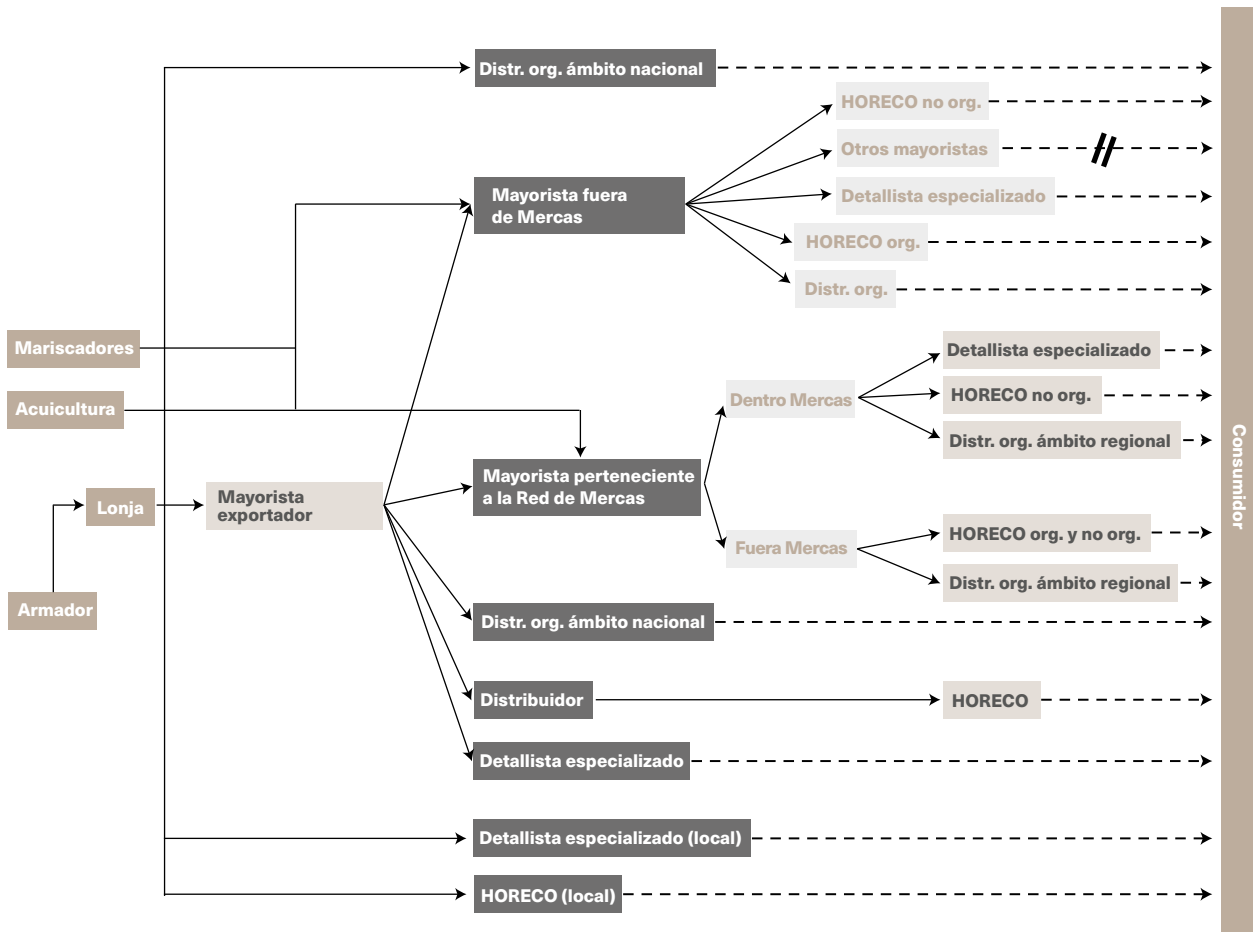 Mariscadores
Acuicultura
Lonja
Armador
Mayorista
exportador
Distr. org. ámbito nacional
Mayorista fuera
de Mercas
HORECO no org.
Otros mayoristas
Detallista especializado
HORECO org.
Distr. org.
Mayorista perteneciente
a la Red de Mercas
Dentro Mercas
Detallista especializado
HORECO no org.
Distr. org. ámbito regional
Fuera Mercas
HORECO org. y no org.
Distr. org. ámbito regional
Distr. org. ámbito nacional
Distribuidor
HORECO
Detallista especializado
Detallista especializado (local)
HORECO (local)
Consumidor